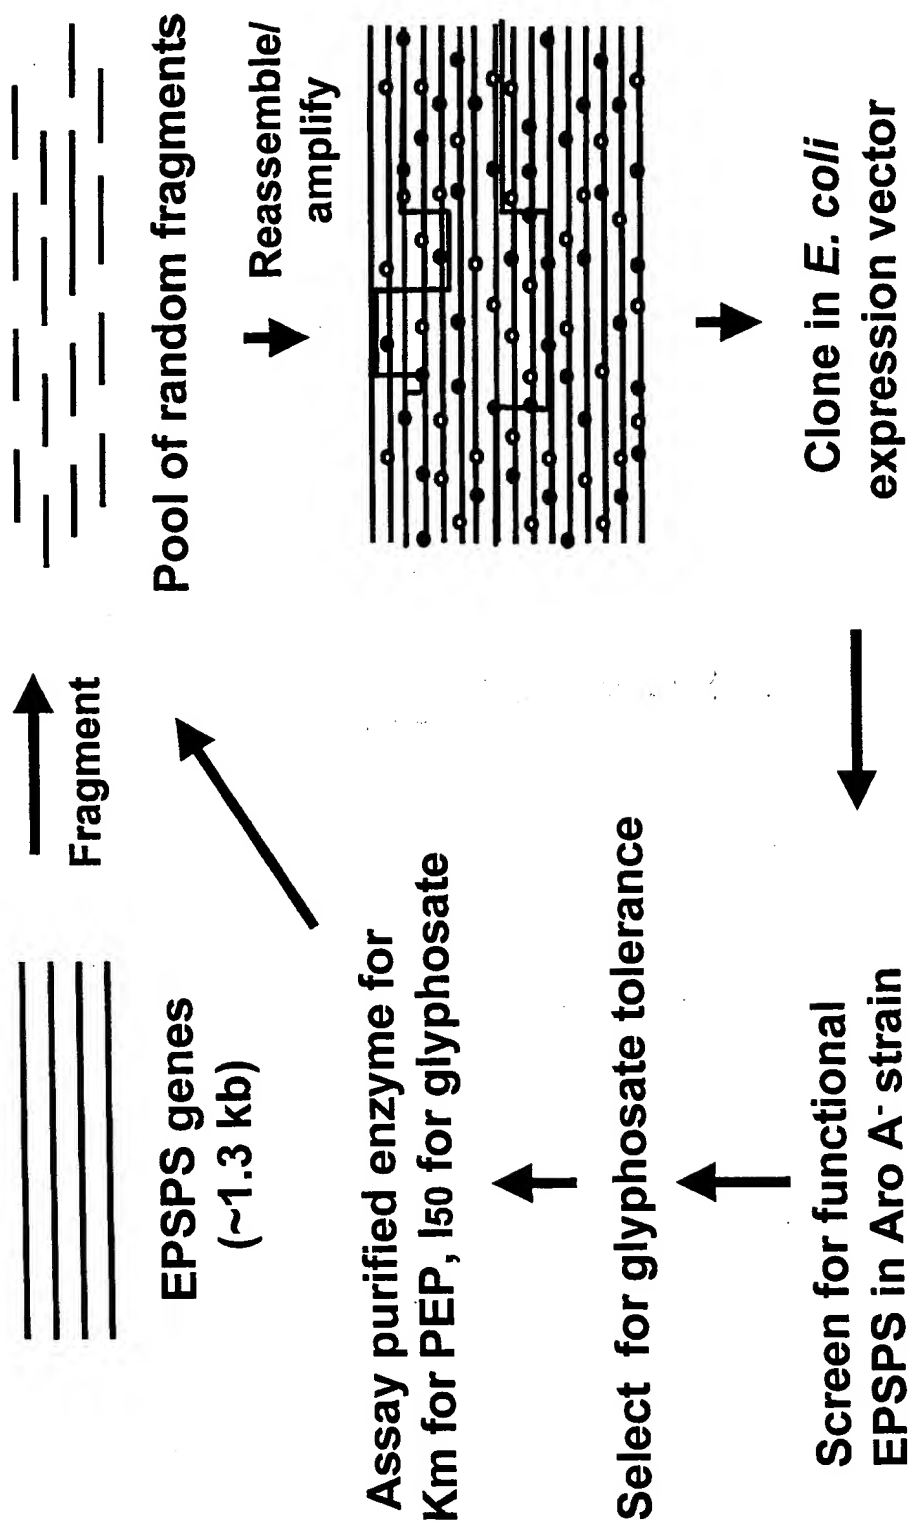 EPSPS genes
(~1.3 kb)
Fragment
Pool of random fragments
Reassemble/
amplify
Clone in E. coli
expression vector
Screen for functional
EPSPS in Aro A- strain
Select for glyphosate tolerance
Assay purified enzyme for
Km for PEP, I50 for glyphosate